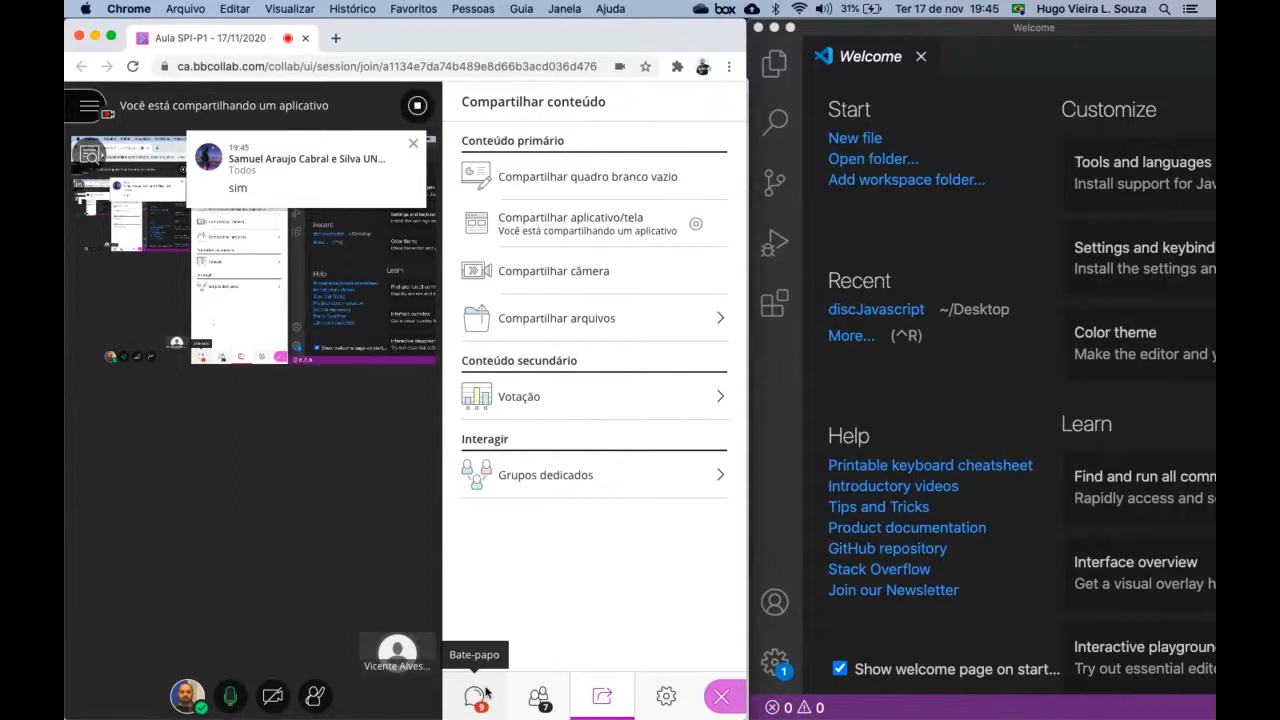 Chrome Arquivo Editar Visualizar Histórico Favoritos Pessoas Guia Janela Ajuda box 31% Ter 17 de nov 19:45 Hugo Vieira L. Souza
Aula SPI-P1 - 17/11/2020 -
ca.bbcollab.com/collab/ui/session/join/a1134e7da74b489e8d66b3acd036d476
Você está compartilhando um aplicativo
19:45
Samuel Araujo Cabral e Silva UN...
Todos
sim
Vicente Alves...
Compartilhar conteúdo
Conteúdo primário
Compartilhar quadro branco vazio
Compartilhar aplicativo/tela
Você está compartilhando um aplicativo
Compartilhar câmera
Compartilhar arquivos
Conteúdo secundário
Votação
Interagir
Grupos dedicados
Bate-papo
9
7
Welcome
Welcome
Start
New file
Open folder...
Add workspace folder...
Recent
discJavascript ~/Desktop
More... (^R)
Help
Printable keyboard cheatsheet
Introductory videos
Tips and Tricks
Product documentation
GitHub repository
Stack Overflow
Join our Newsletter
Show welcome page on start...
Customize
Tools and languages
Install support for Jav
Settings and keybind
Install the settings an
Color theme
Make the editor and y
Learn
Find and run all comm
Rapidly access and se
Interface overview
Get a visual overlay h
Interactive playgroun
Try out essential edito
1
0 0